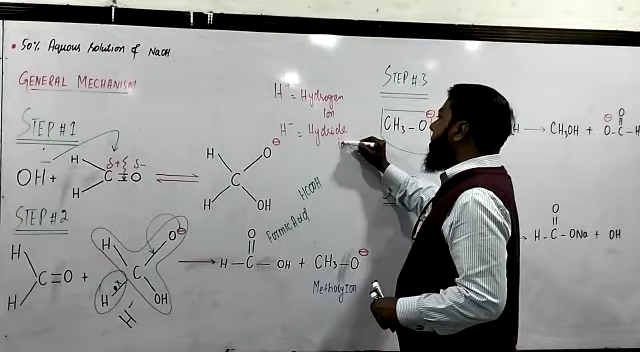 • 50% Aqueous Solution of NaOH
GENERAL MECHANISM
STEP #1
OH⁻ + H H C δ+ δ- O ⇌ H H C O⊖ OH
STEP #2
H H C=O + H H C O⊖ OH → H-C-OH O + CH₃-O⊖
H⁻
Formic Acid HCOOH
Methoxy Ion
H⁺ = Hydrogen
Ion
H⁻ = Hydride
STEP #3
CH₃-O⊖
H → CH₃OH + ⊖O-C-H O
H-C-ONa + OH
O